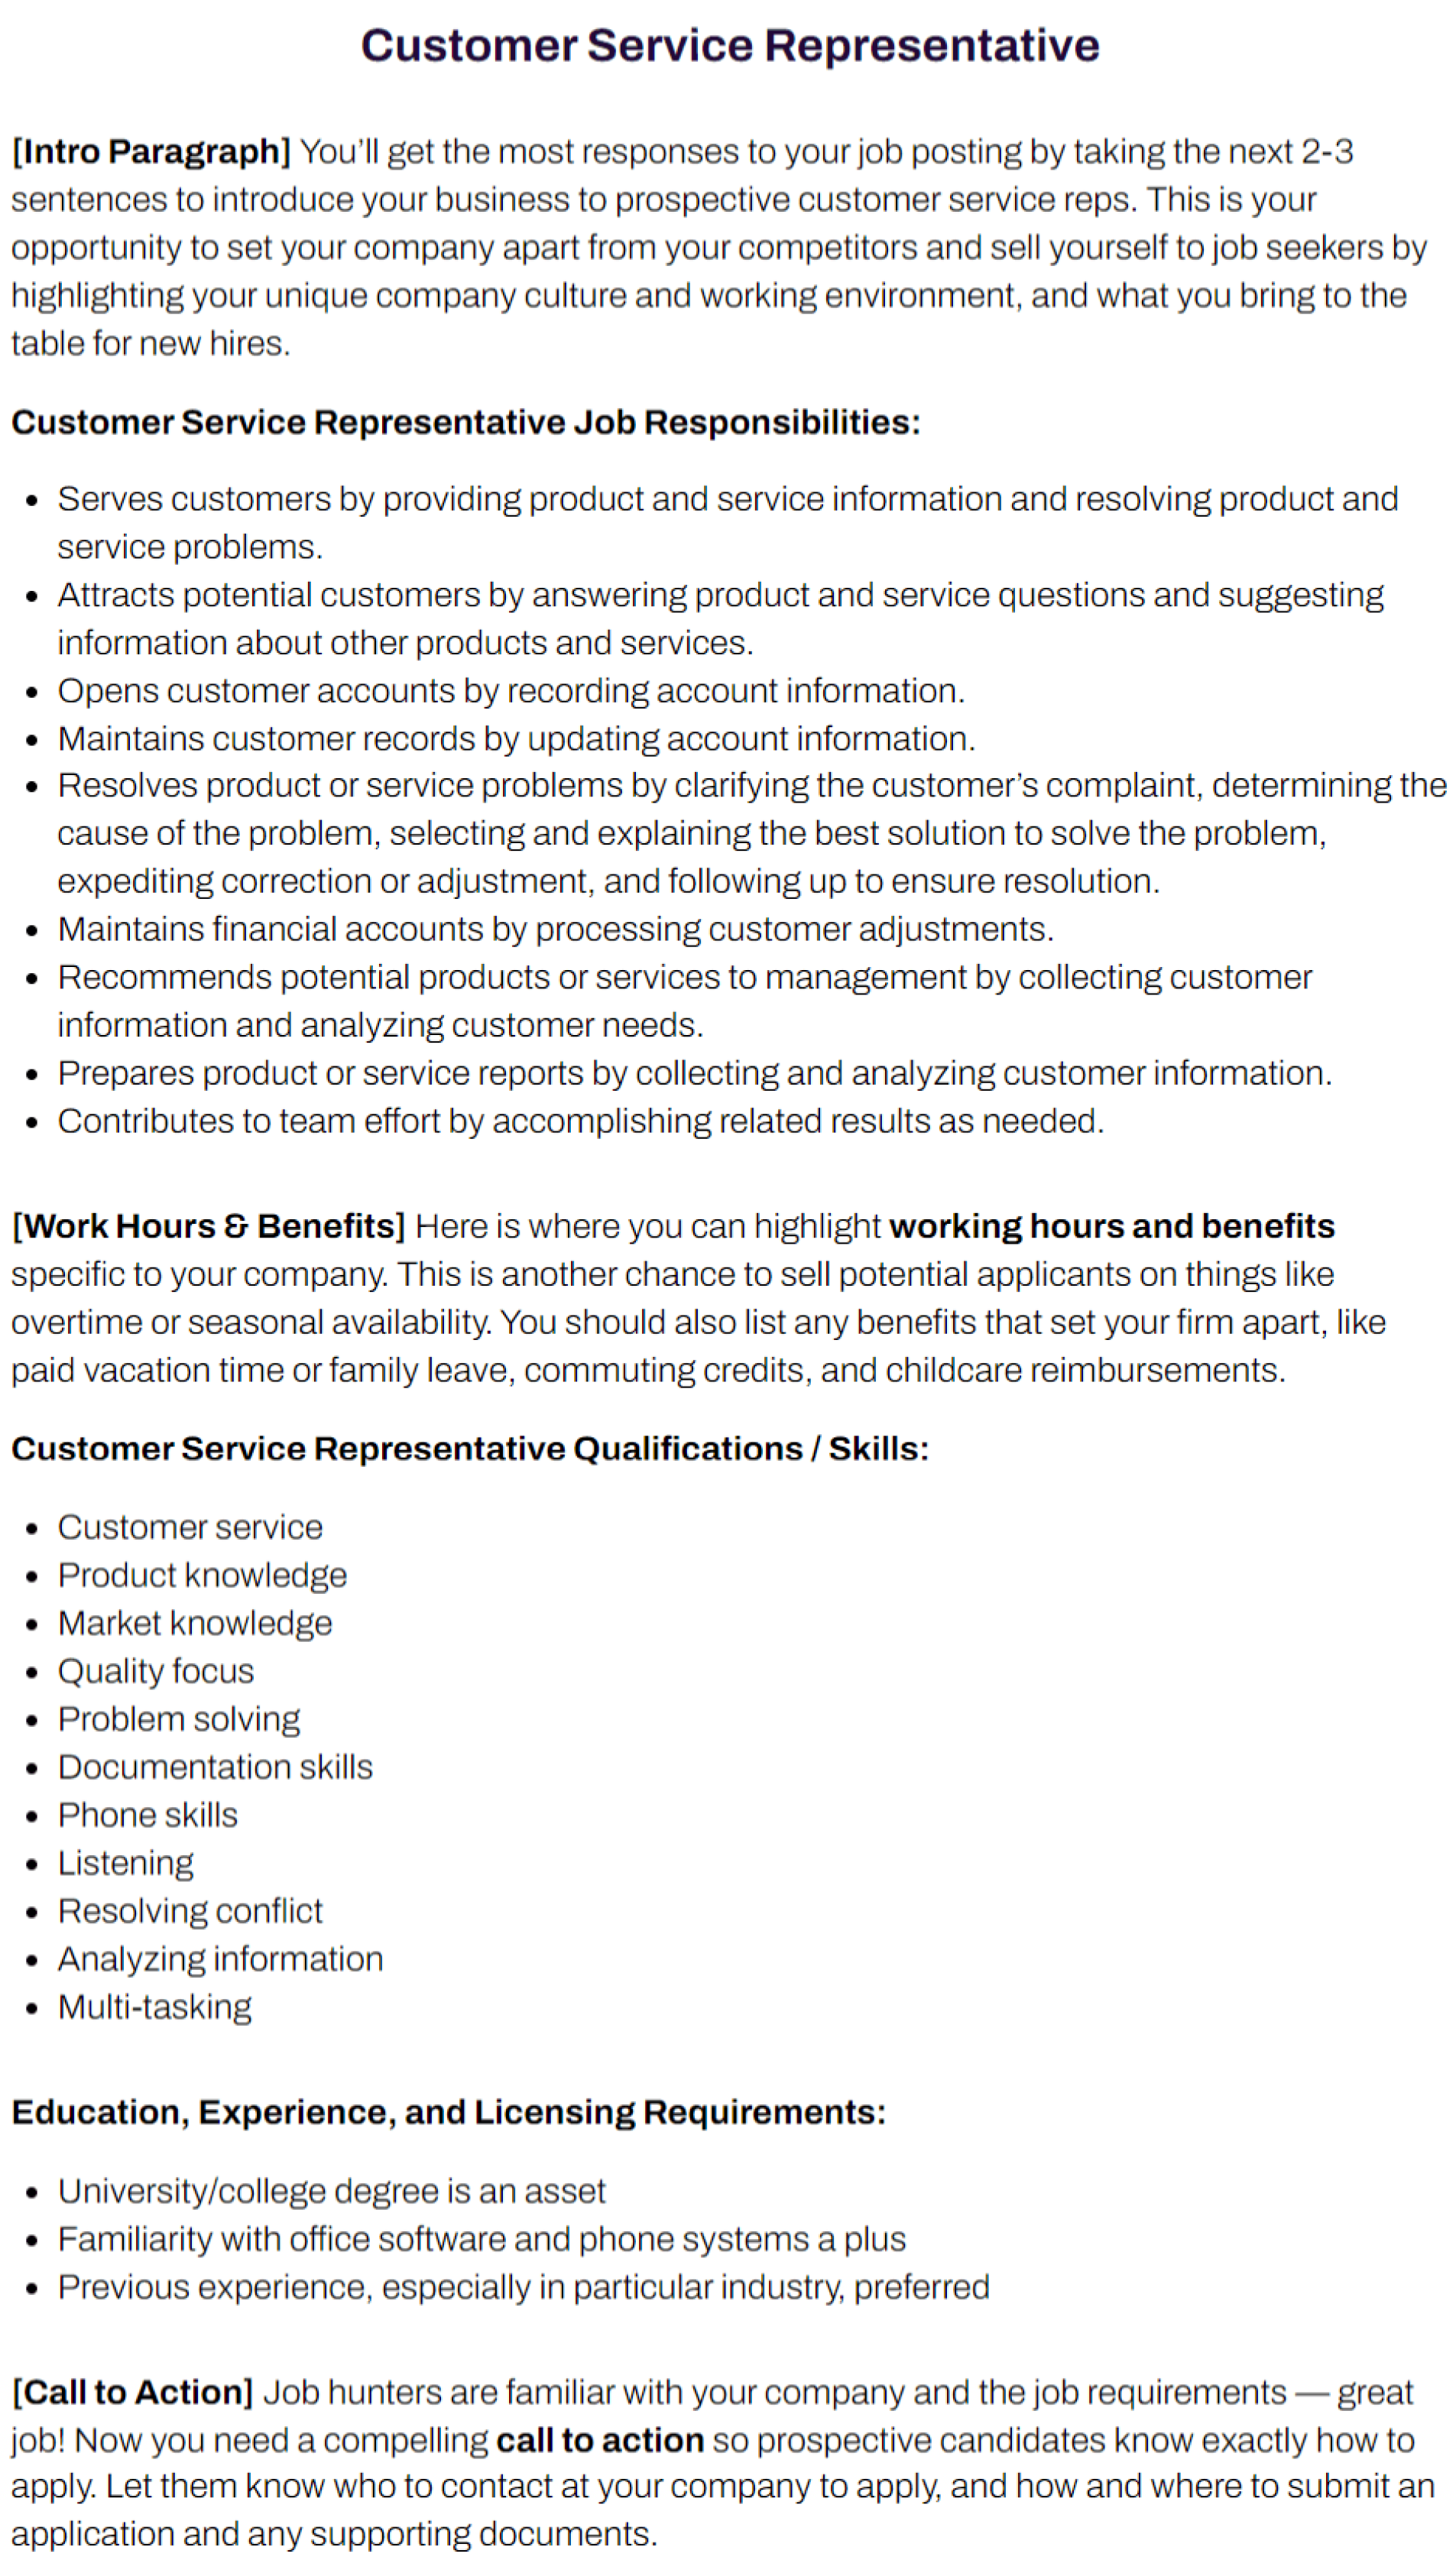 Customer Service Representative
[Intro Paragraph] You’ll get the most responses to your job posting by taking the next 2-3
sentences to introduce your business to prospective customer service reps. This is your
opportunity to set your company apart from your competitors and sell yourself to job seekers by
highlighting your unique company culture and working environment, and what you bring to the
table for new hires.
Customer Service Representative Job Responsibilities:
• Serves customers by providing product and service information and resolving product and
service problems.
• Attracts potential customers by answering product and service questions and suggesting
information about other products and services.
• Opens customer accounts by recording account information.
• Maintains customer records by updating account information.
• Resolves product or service problems by clarifying the customer’s complaint, determining the
cause of the problem, selecting and explaining the best solution to solve the problem,
expediting correction or adjustment, and following up to ensure resolution.
• Maintains financial accounts by processing customer adjustments.
• Recommends potential products or services to management by collecting customer
information and analyzing customer needs.
• Prepares product or service reports by collecting and analyzing customer information.
• Contributes to team effort by accomplishing related results as needed.
[Work Hours & Benefits] Here is where you can highlight working hours and benefits
specific to your company. This is another chance to sell potential applicants on things like
overtime or seasonal availability. You should also list any benefits that set your firm apart, like
paid vacation time or family leave, commuting credits, and childcare reimbursements.
Customer Service Representative Qualifications / Skills:
• Customer service
• Product knowledge
• Market knowledge
• Quality focus
• Problem solving
• Documentation skills
• Phone skills
• Listening
• Resolving conflict
• Analyzing information
• Multi-tasking
Education, Experience, and Licensing Requirements:
• University/college degree is an asset
• Familiarity with office software and phone systems a plus
• Previous experience, especially in particular industry, preferred
[Call to Action] Job hunters are familiar with your company and the job requirements — great
job! Now you need a compelling call to action so prospective candidates know exactly how to
apply. Let them know who to contact at your company to apply, and how and where to submit an
application and any supporting documents.